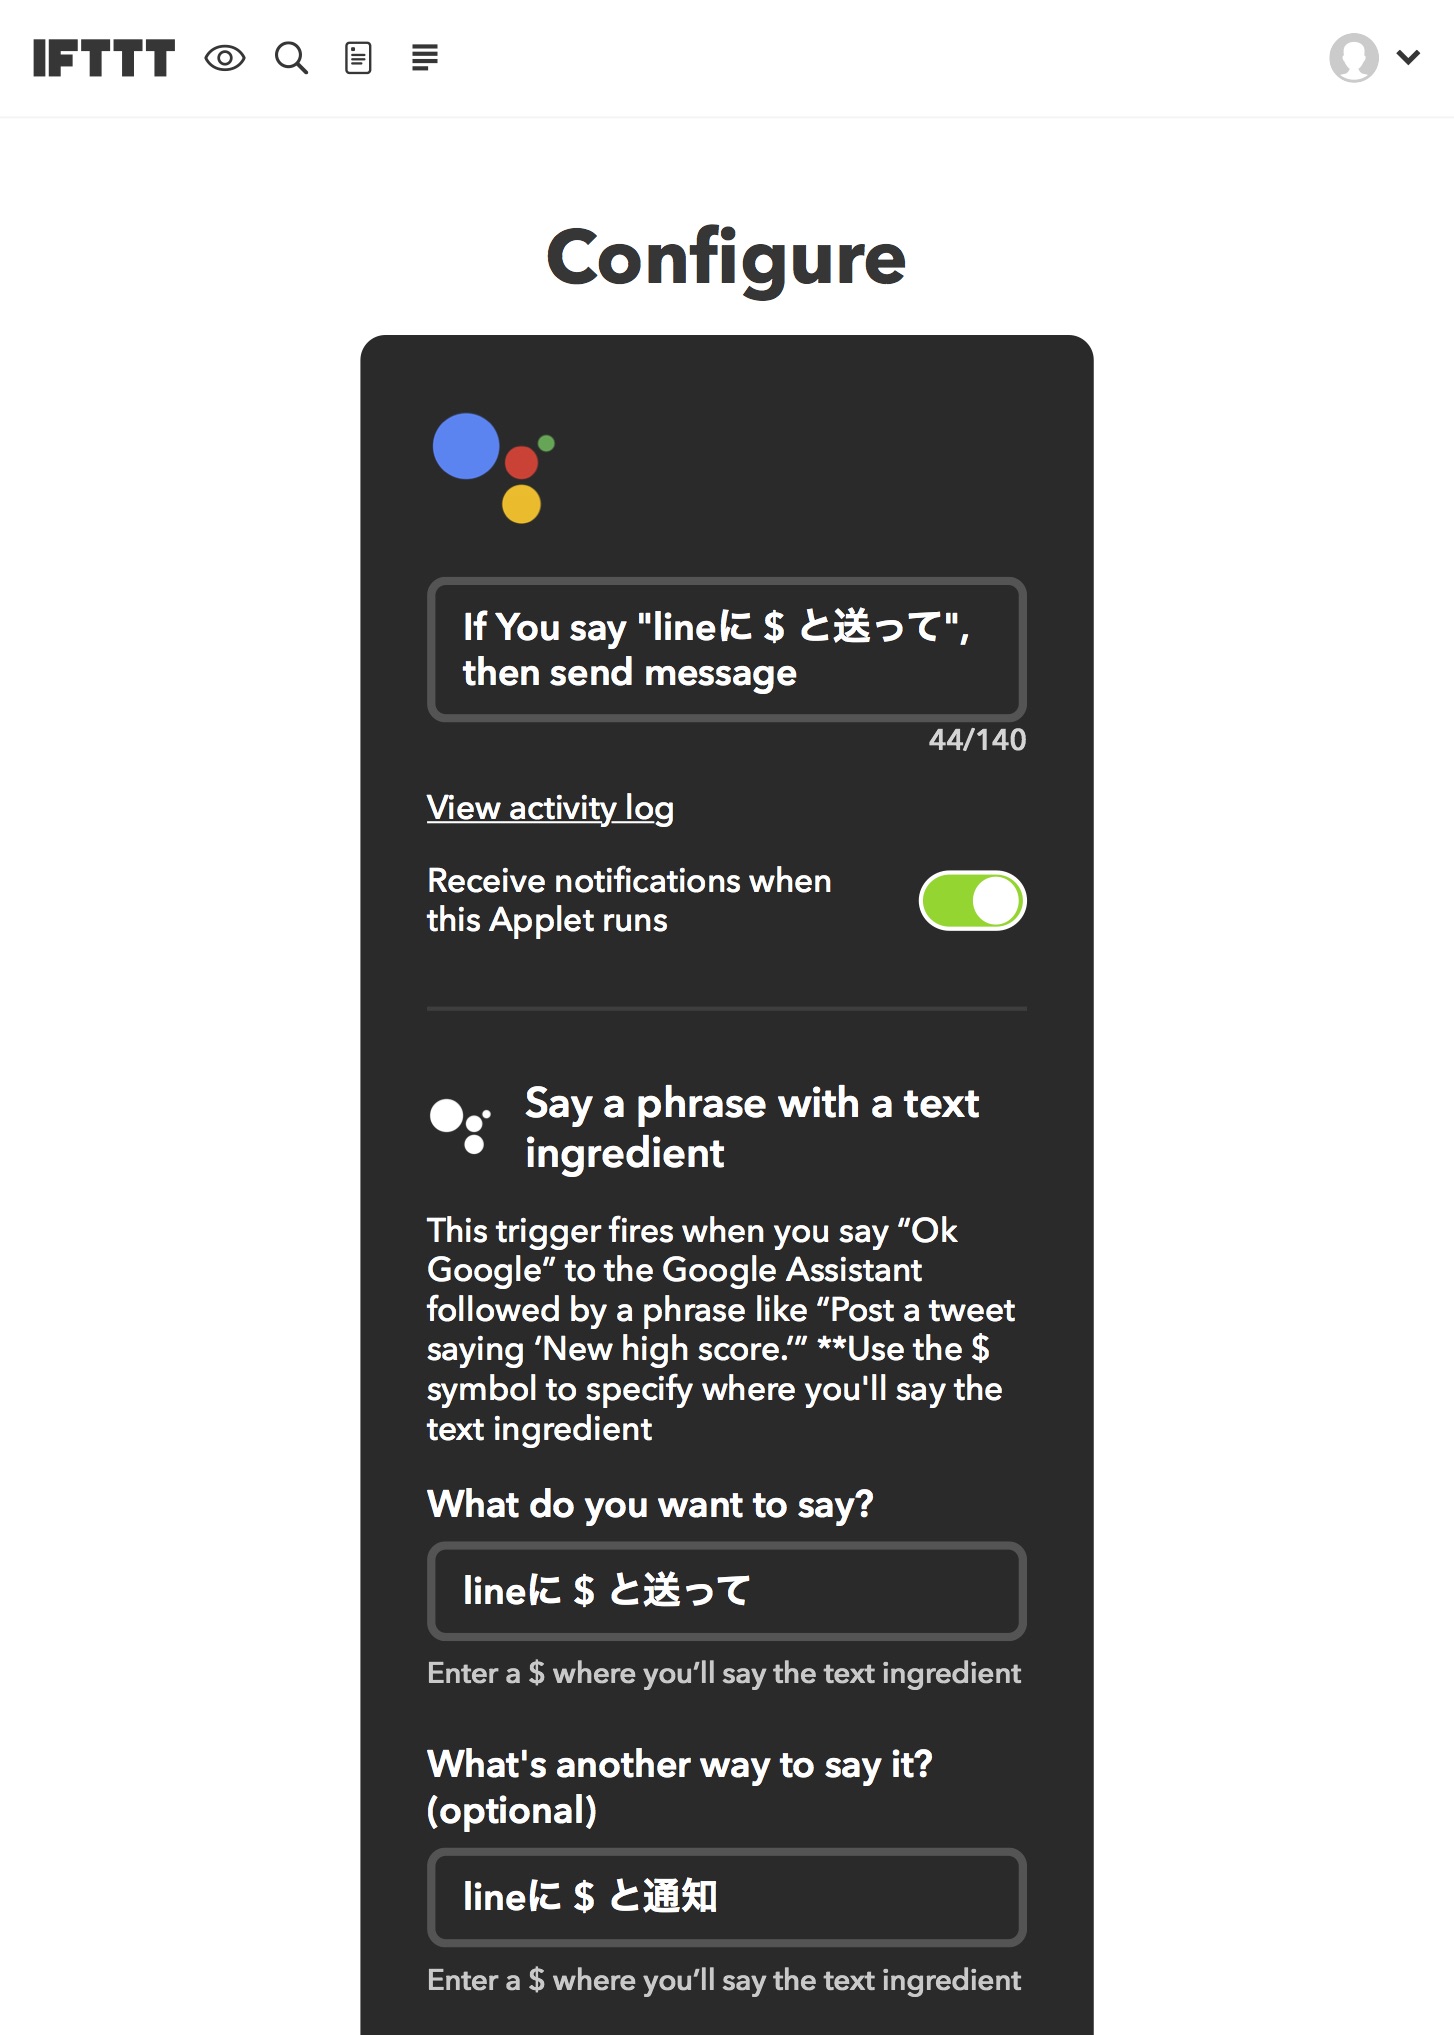 IFTTT
Configure
If You say "lineに $ と送って",
then send message
44/140
View activity log
Receive notifications when
this Applet runs
Say a phrase with a text
ingredient
This trigger fires when you say “Ok
Google” to the Google Assistant
followed by a phrase like “Post a tweet
saying ‘New high score.’” **Use the $
symbol to specify where you'll say the
text ingredient
What do you want to say?
lineに $ と送って
Enter a $ where you’ll say the text ingredient
What's another way to say it?
(optional)
lineに $ と通知
Enter a $ where you’ll say the text ingredient